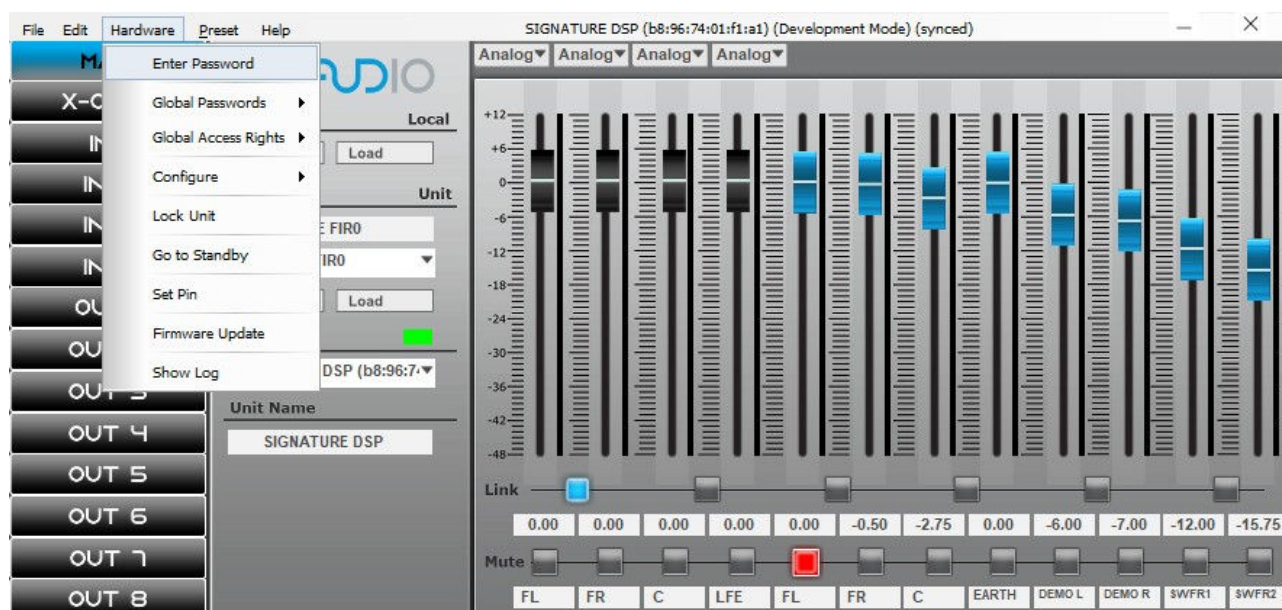 File Edit Hardware Preset Help
SIGNATURE DSP (b8:96:74:01:f1:a1) (Development Mode) (synced)
Enter Password
Global Passwords
Global Access Rights
Configure
Lock Unit
Go to Standby
Set Pin
Firmware Update
Show Log
OUT 4
OUT 5
OUT 6
OUT 7
OUT 8
Local
Load
Unit
FIR0
Load
DSP (b8:96:7
Unit Name
SIGNATURE DSP
Analog Analog Analog Analog
+12
+6
0
-6
-12
-18
-24
-30
-36
-42
-48
Link
0.00 0.00 0.00 0.00 0.00 -0.50 -2.75 0.00 -6.00 -7.00 -12.00 -15.75
Mute
FL FR C LFE FL FR C EARTH DEMO L DEMO R SWFR1 SWFR2